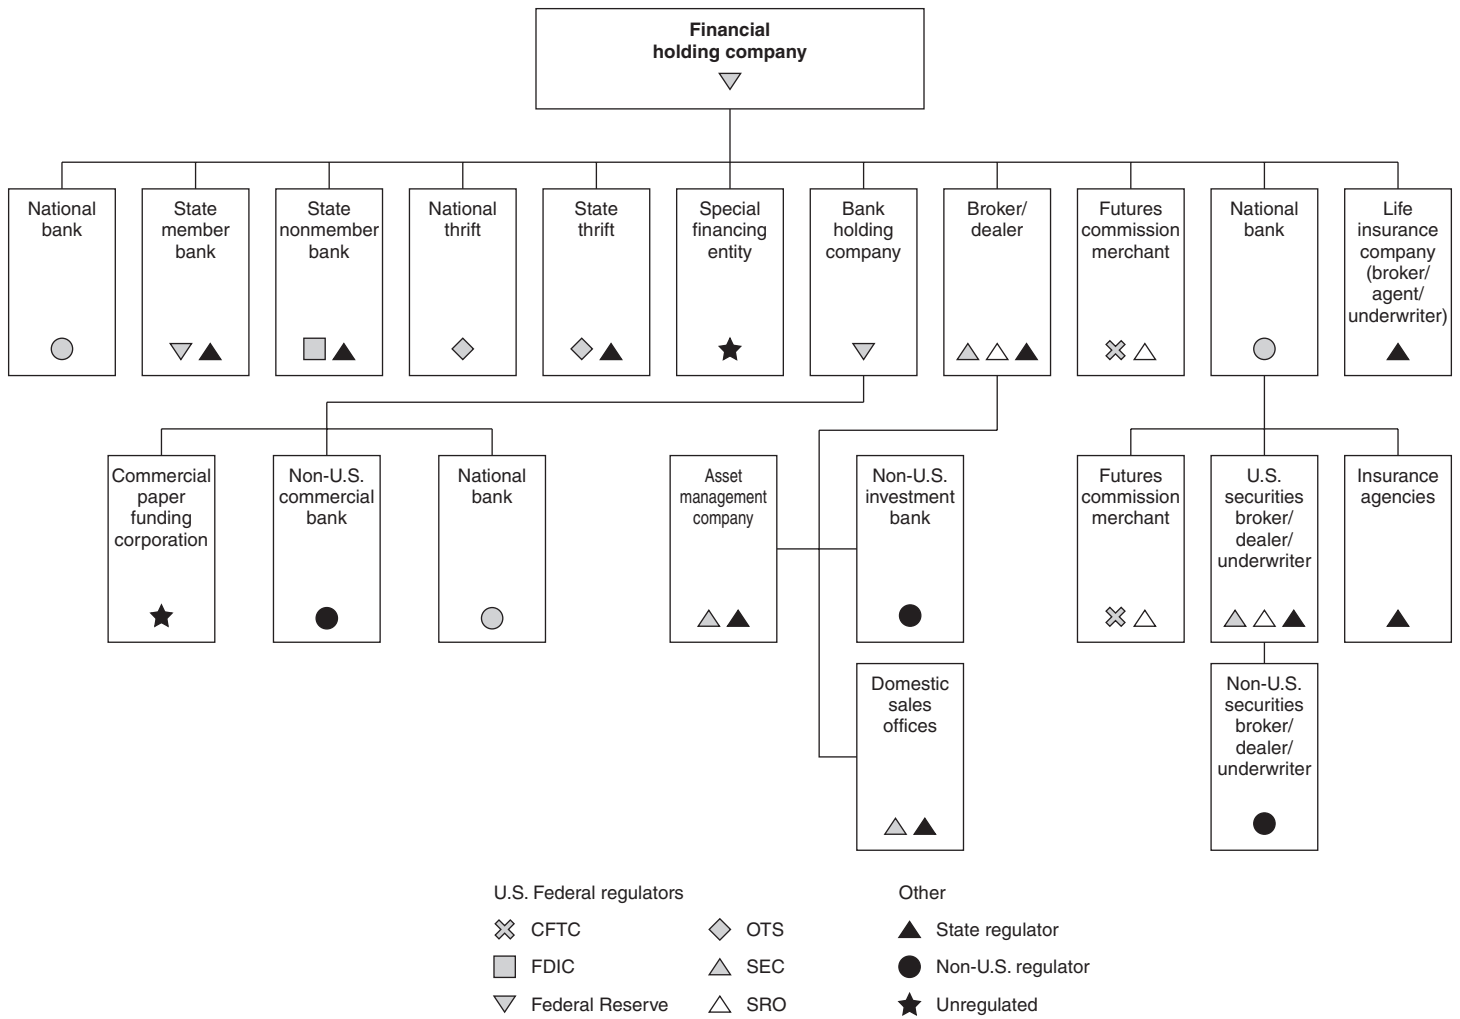 Financial
holding company
National
bank
State
member
bank
State
nonmember
bank
National
thrift
State
thrift
Special
financing
entity
Bank
holding
company
Broker/
dealer
Futures
commission
merchant
National
bank
Life
insurance
company
(broker/
agent/
underwriter)
Commercial
paper
funding
corporation
Non-U.S.
commercial
bank
National
bank
Asset
management
company
Non-U.S.
investment
bank
Futures
commission
merchant
U.S.
securities
broker/
dealer/
underwriter
Insurance
agencies
Domestic
sales
offices
Non-U.S.
securities
broker/
dealer/
underwriter
U.S. Federal regulators
CFTC
FDIC
Federal Reserve
OTS
SEC
SRO
Other
State regulator
Non-U.S. regulator
Unregulated